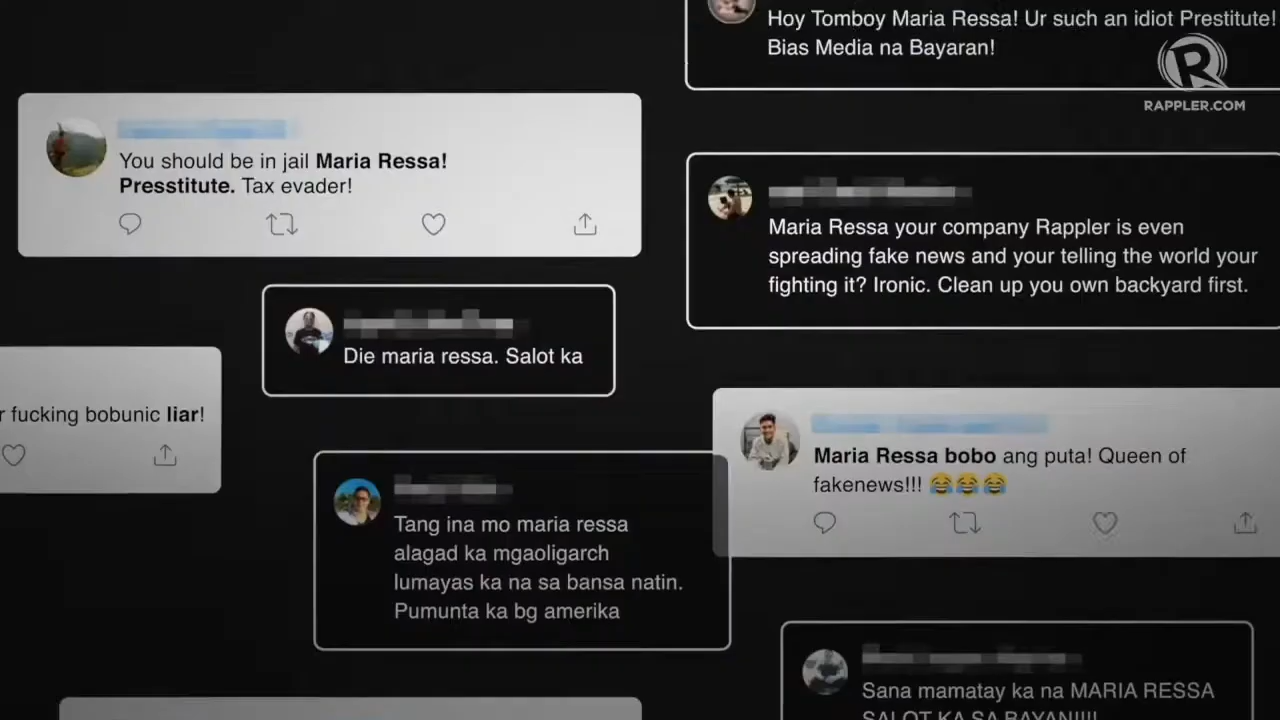 Hoy Tomboy Maria Ressa! Ur such an idiot Prestitute!
Bias Media na Bayaran!
RAPPLER.COM
You should be in jail Maria Ressa!
Presstitute. Tax evader!
Maria Ressa your company Rappler is even
spreading fake news and your telling the world your
fighting it? Ironic. Clean up you own backyard first.
Die maria ressa. Salot ka
r fucking bobunic liar!
Maria Ressa bobo ang puta! Queen of
fakenews!!! 😂😂😂
Tang ina mo maria ressa
alagad ka mgaoligarch
lumayas ka na sa bansa natin.
Pumunta ka bg amerika
Sana mamatay ka na MARIA RESSA
SALOT KA SA BAYAN!!!!!